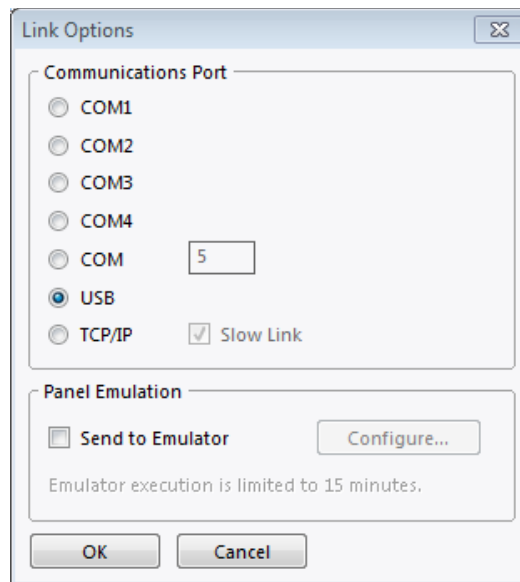 Link Options
Communications Port
COM1
COM2
COM3
COM4
COM 5
USB
TCP/IP Slow Link
Panel Emulation
Send to Emulator Configure...
Emulator execution is limited to 15 minutes.
OK Cancel